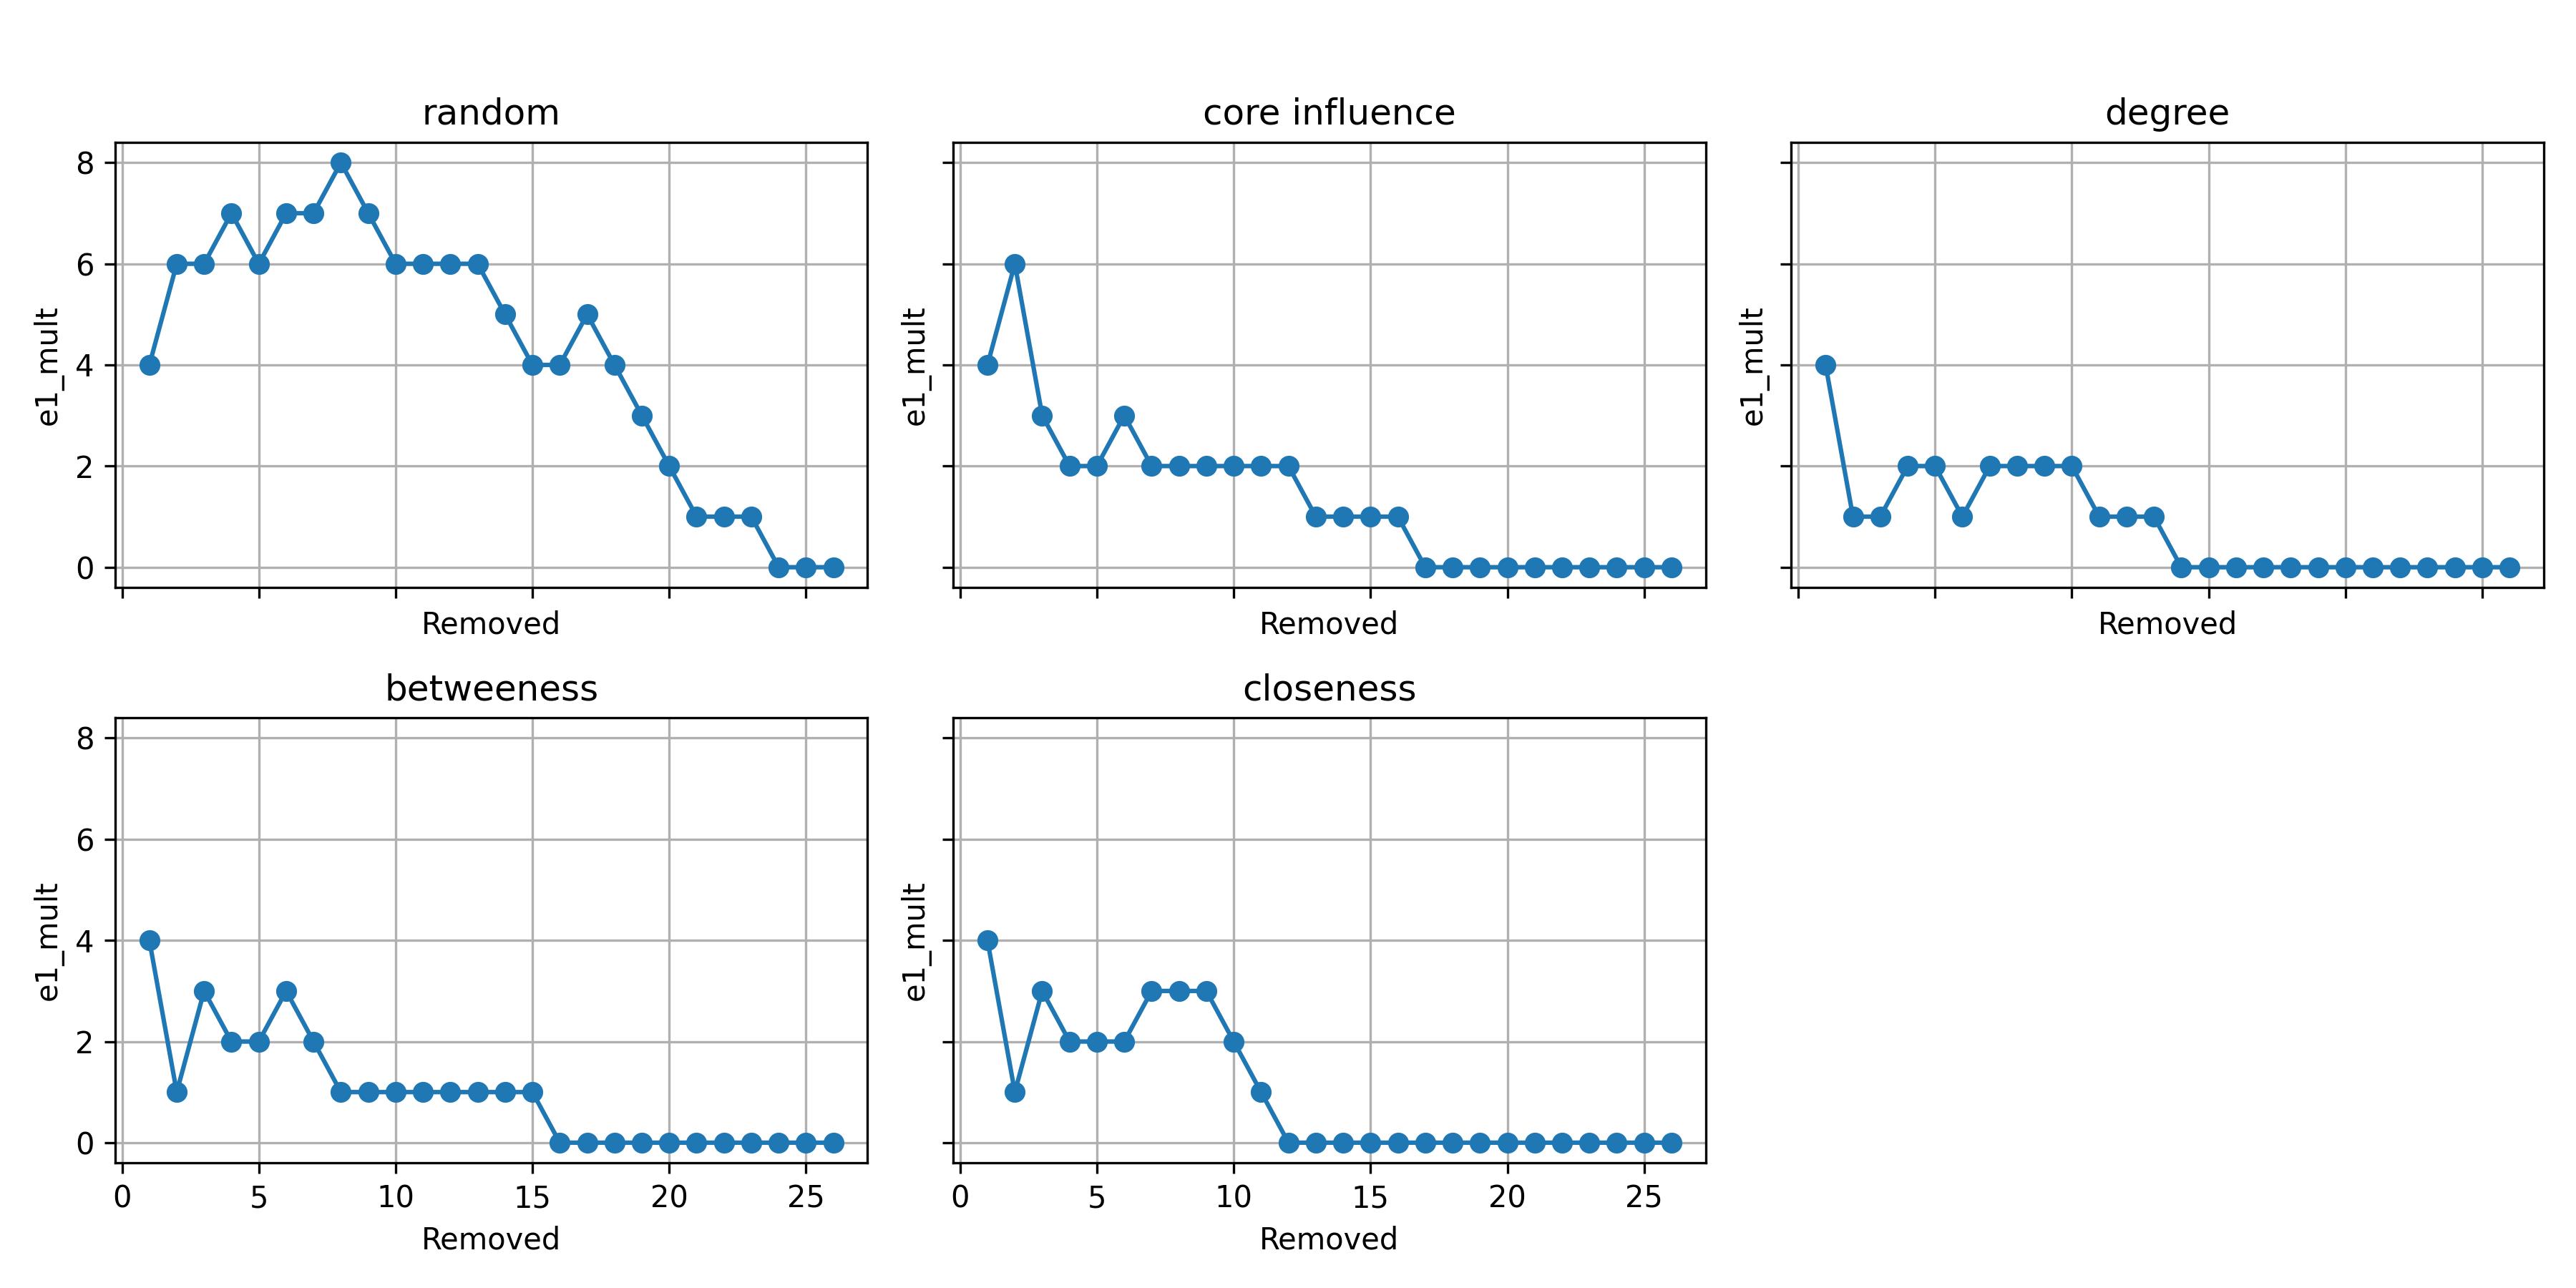 random
8
6
4
2
0
e1_mult
Removed
core influence
e1_mult
Removed
degree
e1_mult
Removed
betweeness
8
6
4
2
0
e1_mult
0 5 10 15 20 25
Removed
closeness
e1_mult
0 5 10 15 20 25
Removed